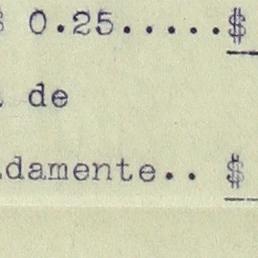 $ 0.25.....$
de
damente.. $